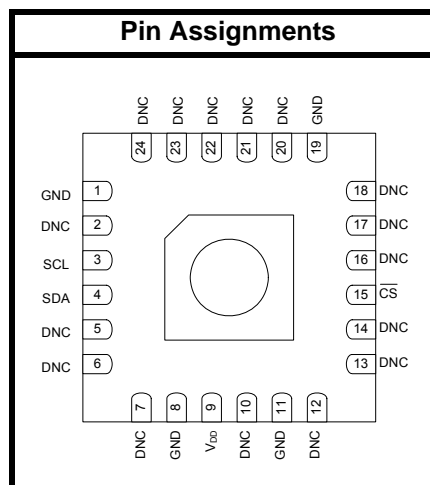 Pin Assignments
DNC DNC DNC DNC DNC GND
24 23 22 21 20 19
GND 1 18 DNC
DNC 2 17 DNC
SCL 3 16 DNC
SDA 4 15 C̅S̅
DNC 5 14 DNC
DNC 6 13 DNC
7 8 9 10 11 12
DNC GND VDD DNC GND DNC